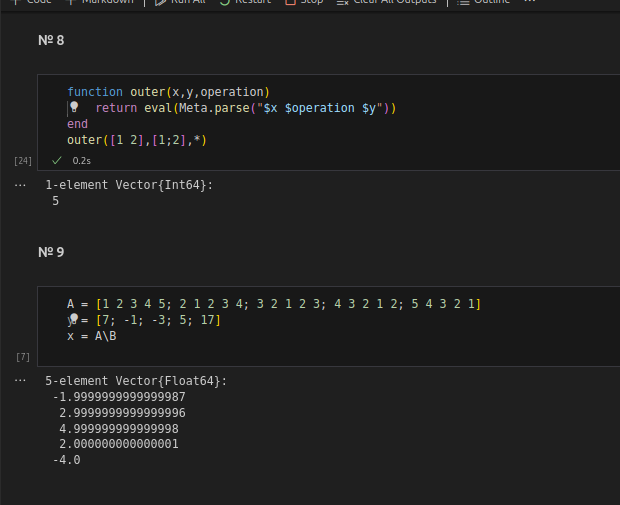 Code
Markdown
Run All
Restart
Stop
Clear All Outputs
Outline
...
№ 8
function outer(x,y,operation)
return eval(Meta.parse("$x $operation $y"))
end
outer([1 2],[1;2],*)
[24]
0.2s
... 1-element Vector{Int64}:
5
№ 9
A = [1 2 3 4 5; 2 1 2 3 4; 3 2 1 2 3; 4 3 2 1 2; 5 4 3 2 1]
y = [7; -1; -3; 5; 17]
x = A\B
[7]
... 5-element Vector{Float64}:
-1.9999999999999987
2.9999999999999996
4.999999999999998
2.000000000000001
-4.0